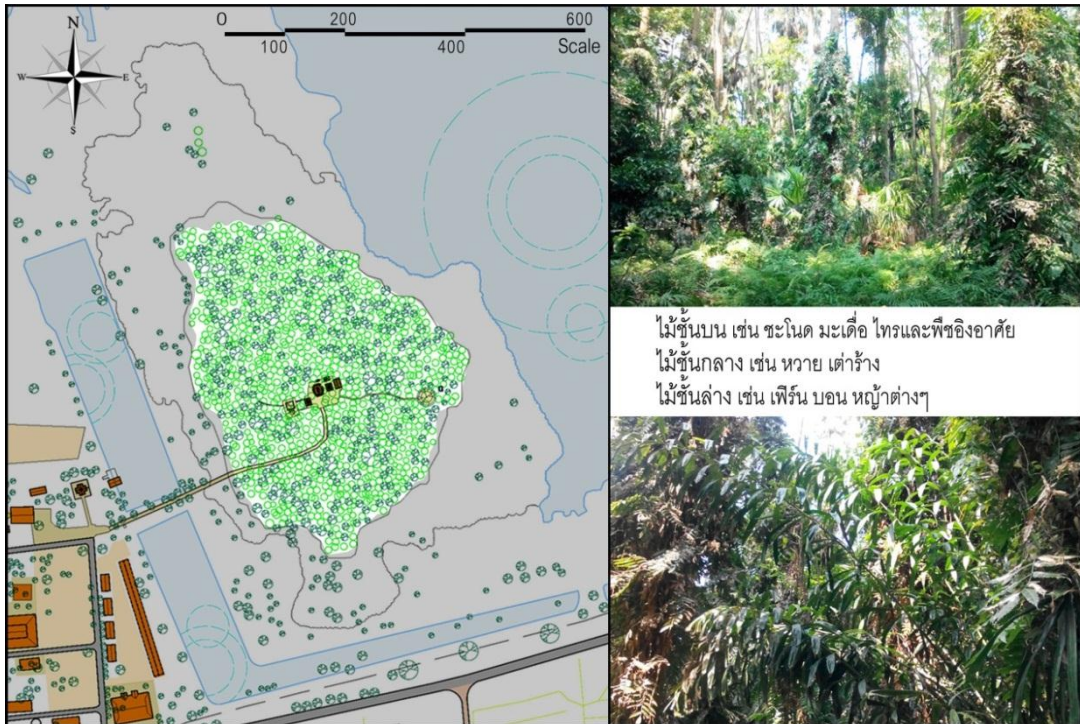 N
W E
S
0 200 600
100 400 Scale
ไม้ชั้นบน เช่น ชะโนด มะเดื่อ ไทรและพืชอิงอาศัย
ไม้ชั้นกลาง เช่น หวาย เต่าร้าง
ไม้ชั้นล่าง เช่น เฟิร์น บอน หญ้าต่างๆ